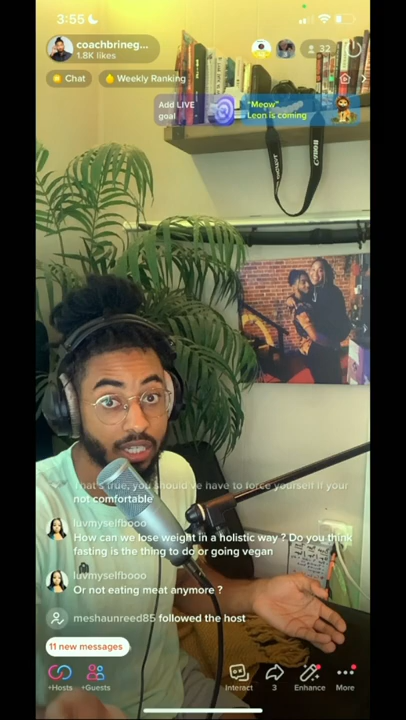 3:55
coachbrineg...
1.8K likes
32
Chat
Weekly Ranking
Add LIVE
goal
"Meow"
Leon is coming
Canon
That's true, you should've have to force yourself if your
not comfortable
luvmyselfbooo
How can we lose weight in a holistic way ? Do you think
fasting is the thing to do or going vegan
luvmyselfbooo
Or not eating meat anymore ?
meshaunreed85 followed the host
11 new messages
+Hosts
+Guests
Interact
3
Enhance
More